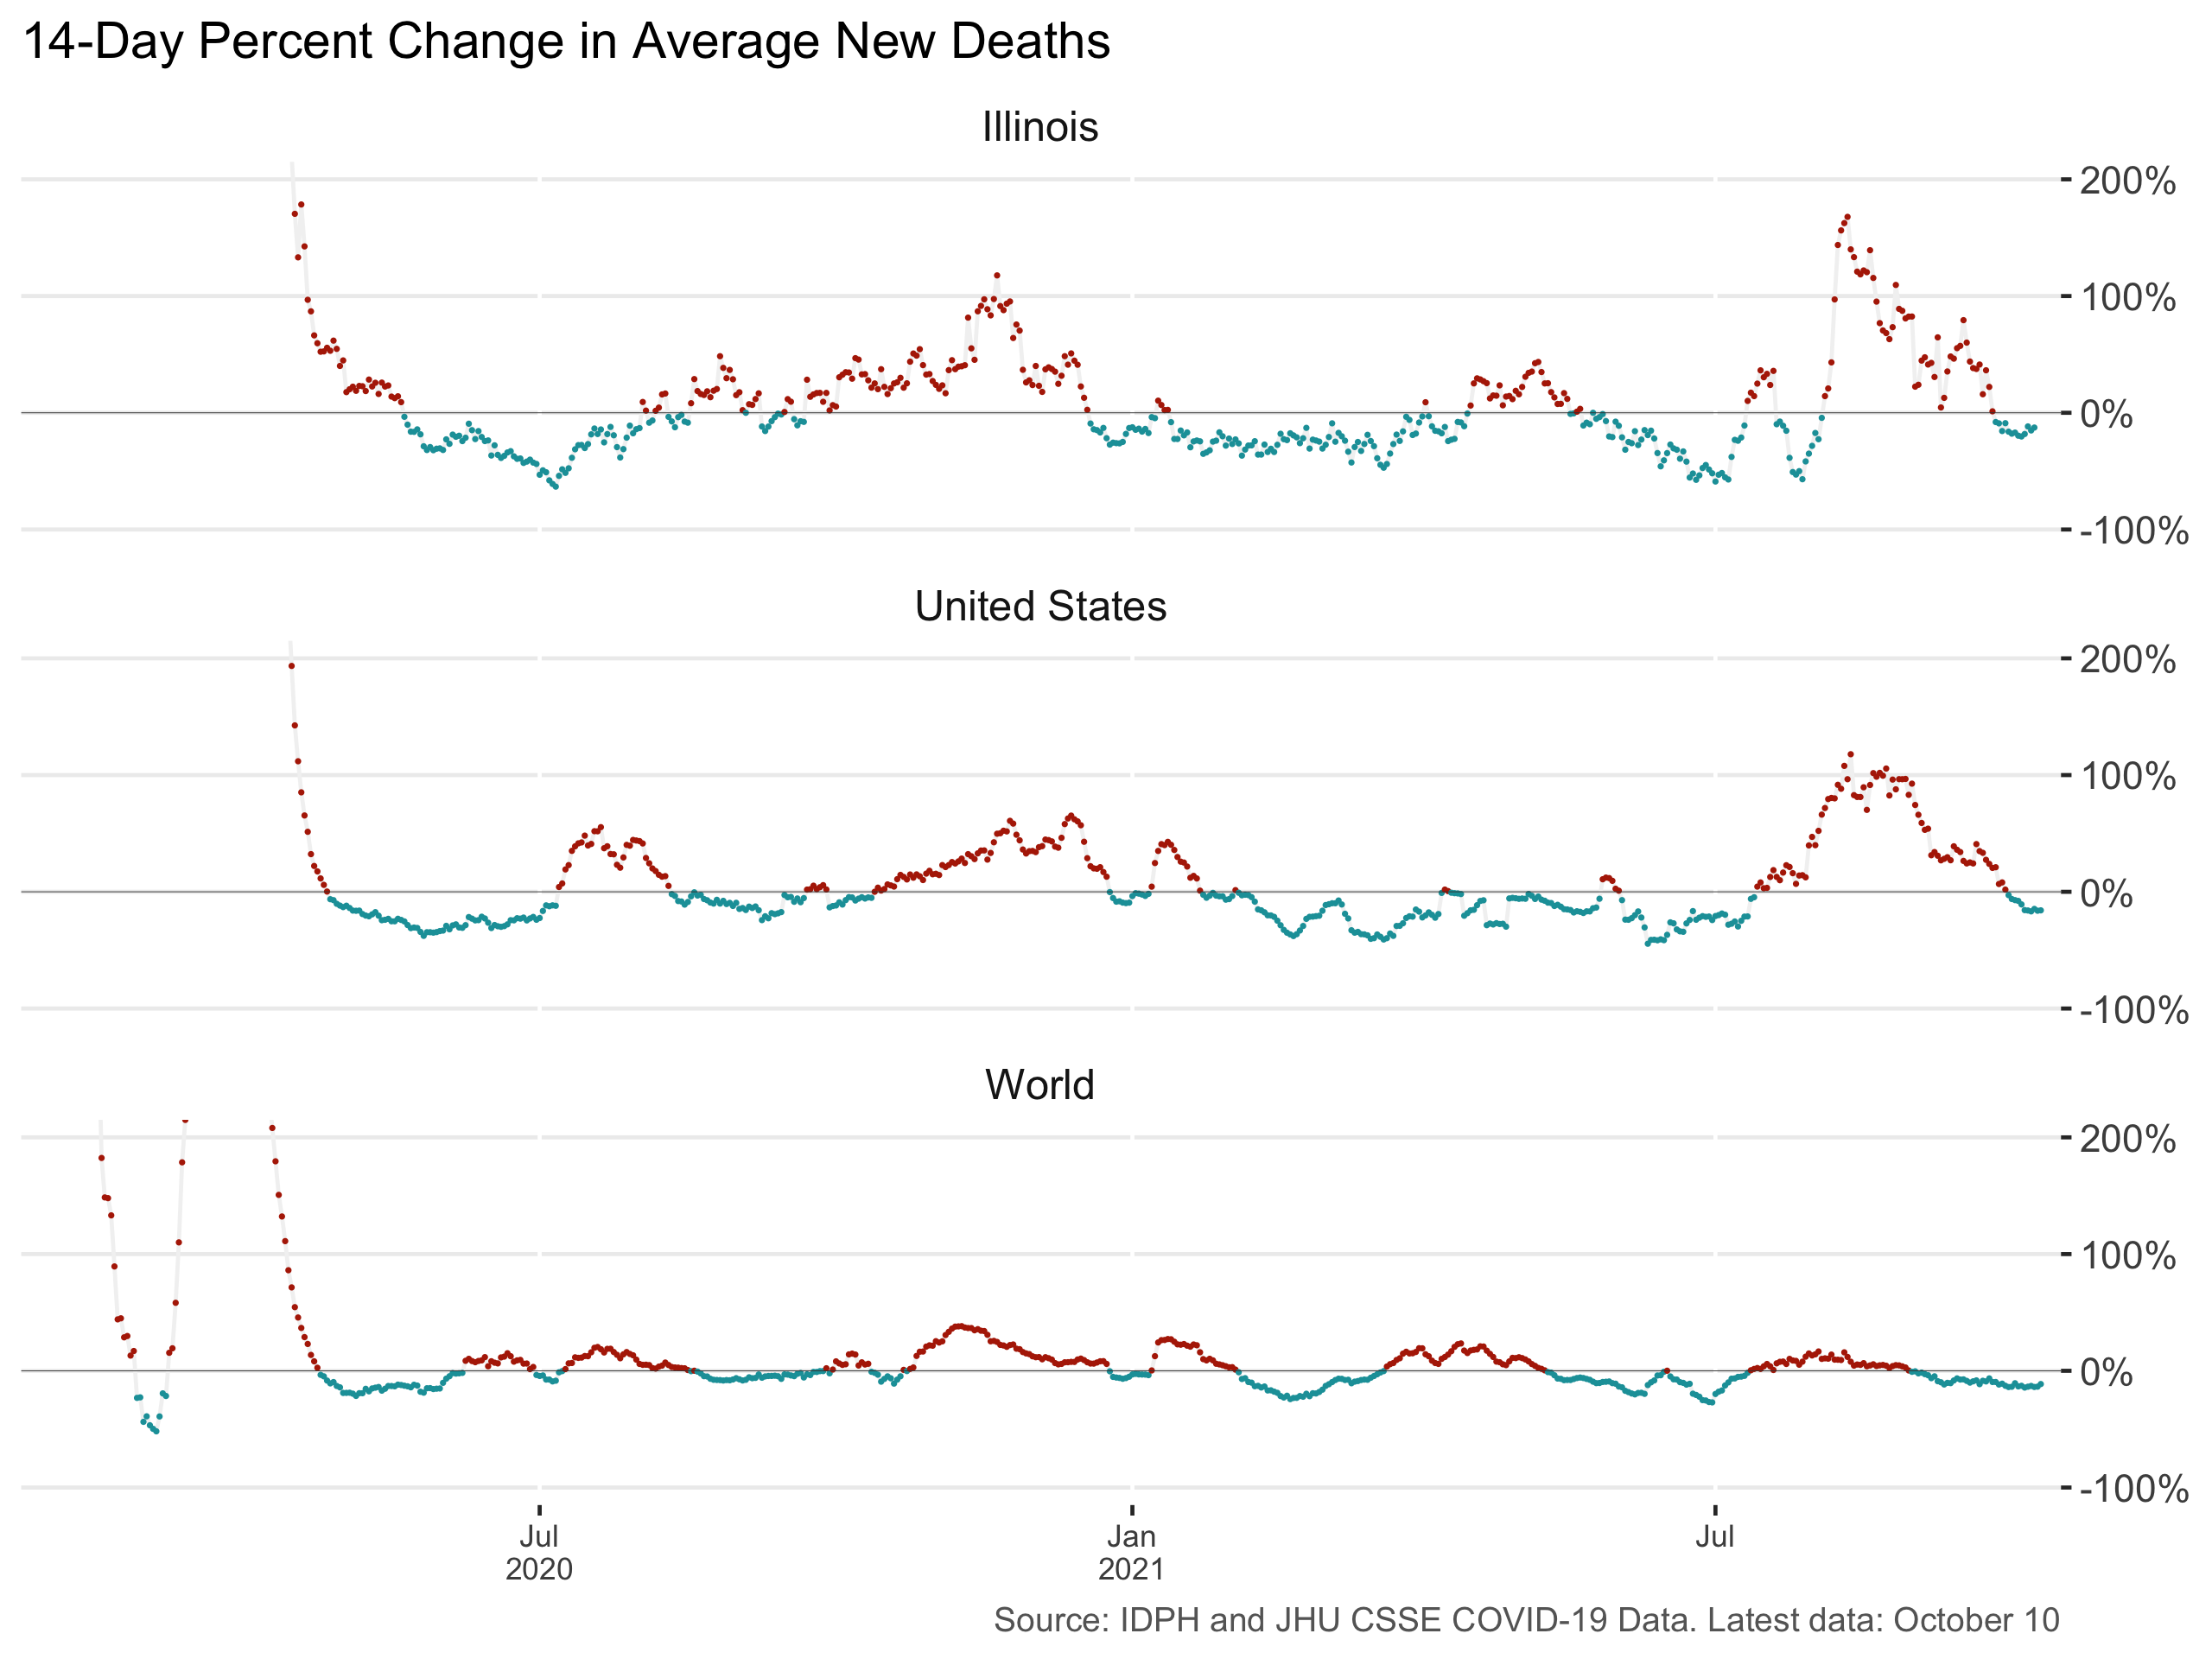 14-Day Percent Change in Average New Deaths
Illinois
200%
100%
0%
-100%
United States
200%
100%
0%
-100%
World
200%
100%
0%
-100%
Jul
2020
Jan
2021
Jul
Source: IDPH and JHU CSSE COVID-19 Data. Latest data: October 10